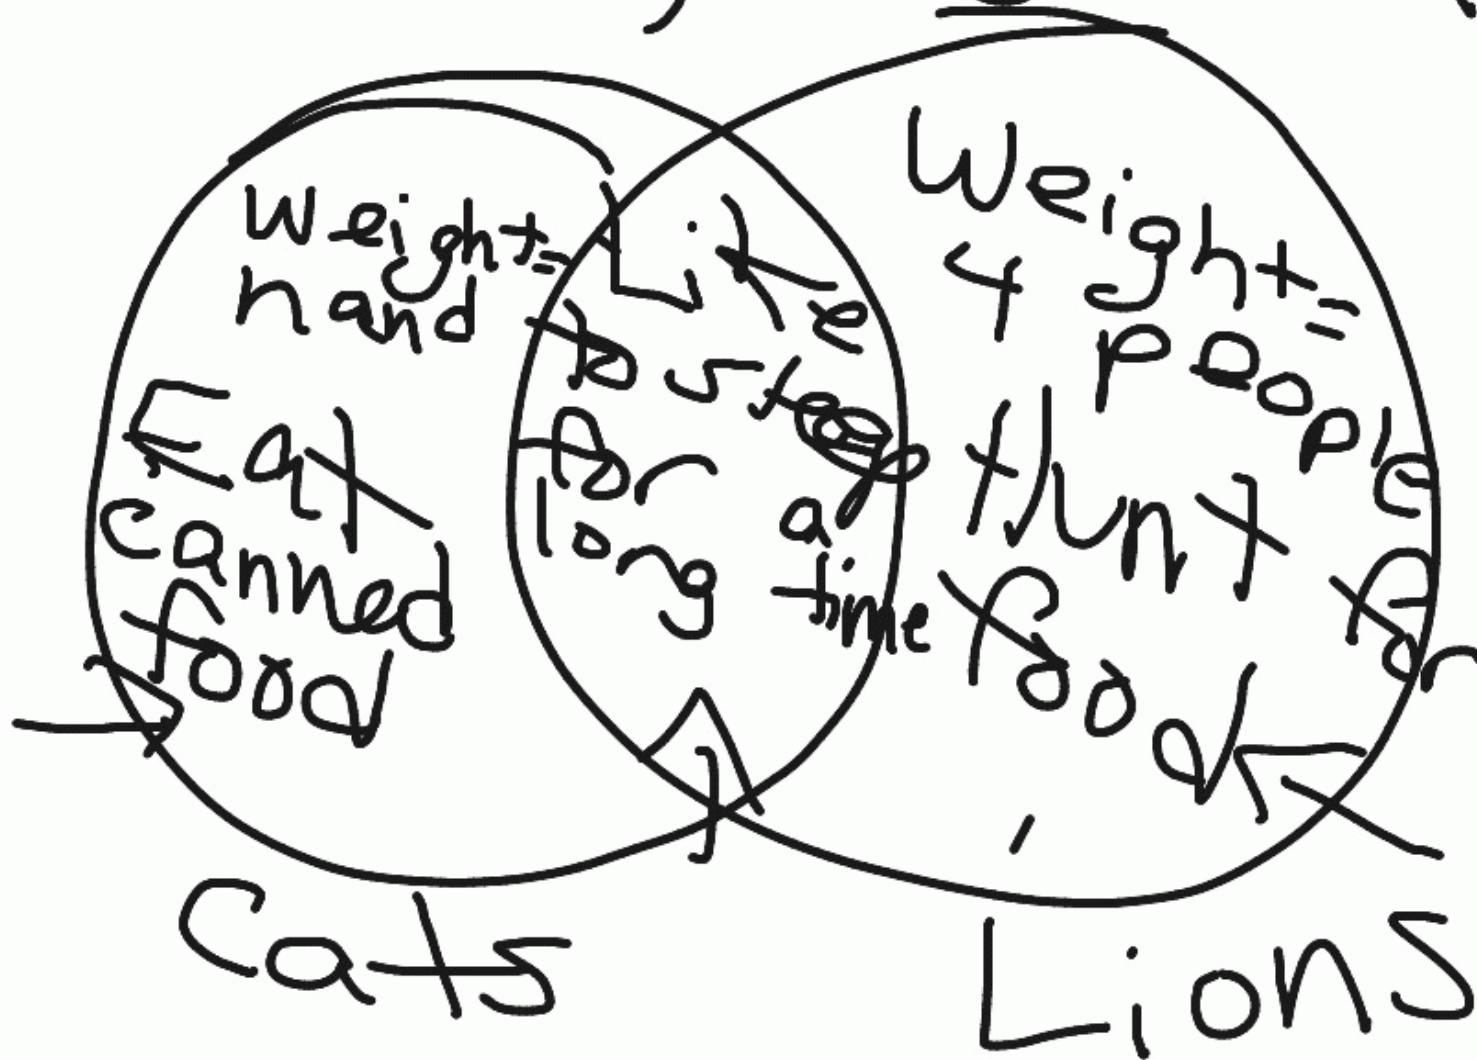 Weight=
hand
Eat
canned
food
Like
to sleep
for a
long time
Weight=
4 people
Hunt for
food
Cats
Lions